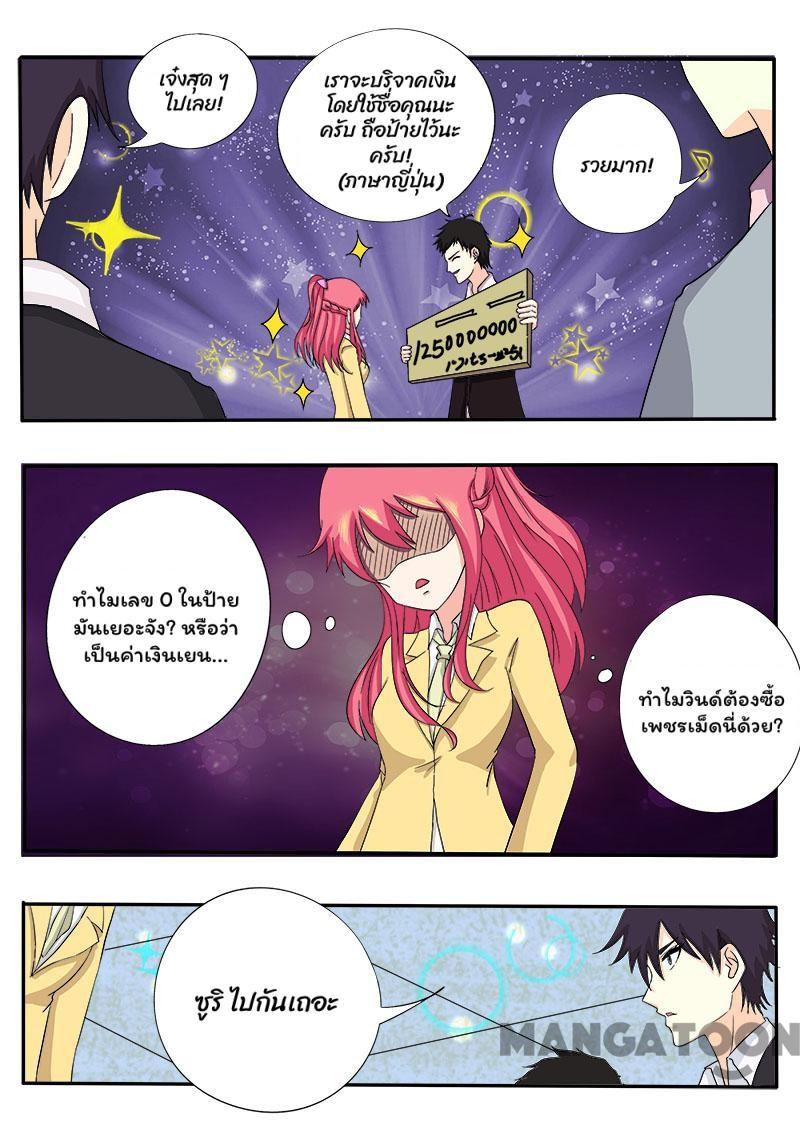 เจ๋งสุด ๆ
ไปเลย!
เราจะบริจาคเงิน
โดยใช้ชื่อคุณนะ
ครับ ถือป้ายไว้นะ
ครับ!
(ภาษาญี่ปุ่น)
รวยมาก!
1250000000
ทำไมเลข 0 ในป้าย
มันเยอะจัง? หรือว่า
เป็นค่าเงินเยน...
ทำไมวินด์ต้องซื้อ
เพชรเม็ดนี่ด้วย?
ซูริ ไปกันเถอะ
MANGATOON